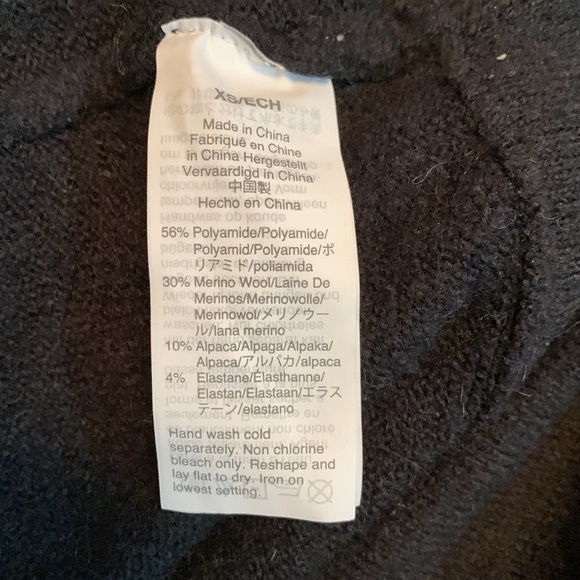 XS/ECH
Made in China
Fabriqué en Chine
in China Hergestellt
Vervaardigd in China
中国製
Hecho en China
56% Polyamide/Polyamide/
Polyamid/Polyamide/ポ
リアミド/poliamida
30% Merino Wool/Laine De
Merinos/Merinowolle/
Merinowol/メリノウー
ル/lana merino
10% Alpaca/Alpaga/Alpaka/
Alpaca/アルパカ/alpaca
4% Elastane/Élasthanne/
Elastan/Elastaan/エラス
テーン/elastano
Hand wash cold
separately. Non chlorine
bleach only. Reshape and
lay flat to dry. Iron on
lowest setting.